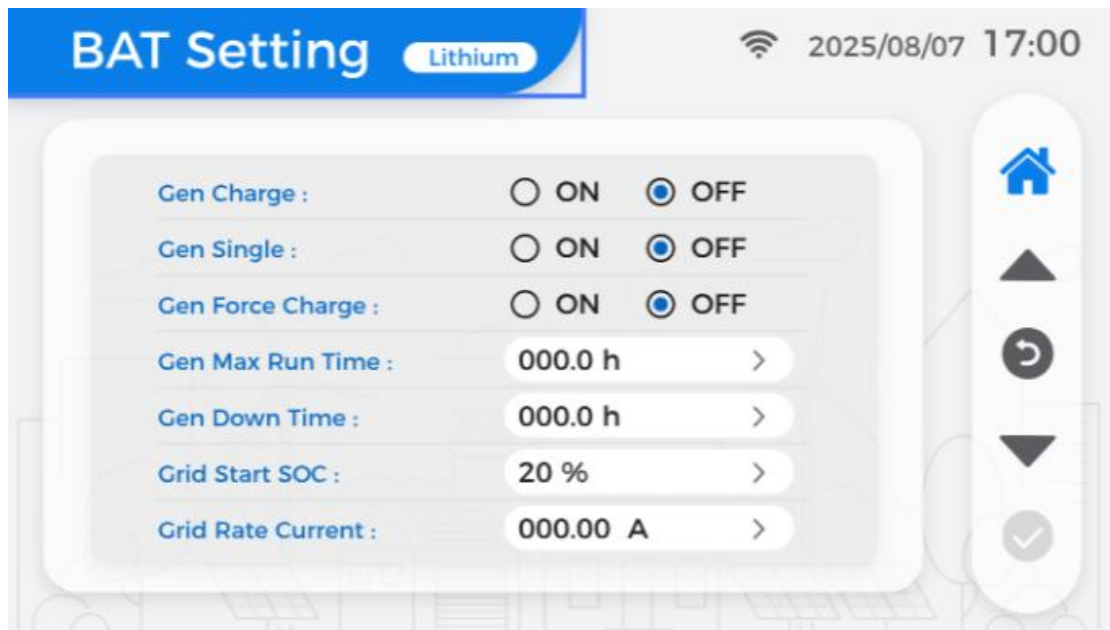 BAT Setting Lithium 2025/08/07 17:00
Gen Charge : ON OFF
Gen Single : ON OFF
Gen Force Charge : ON OFF
Gen Max Run Time : 000.0 h
Gen Down Time : 000.0 h
Grid Start SOC : 20 %
Grid Rate Current : 000.00 A